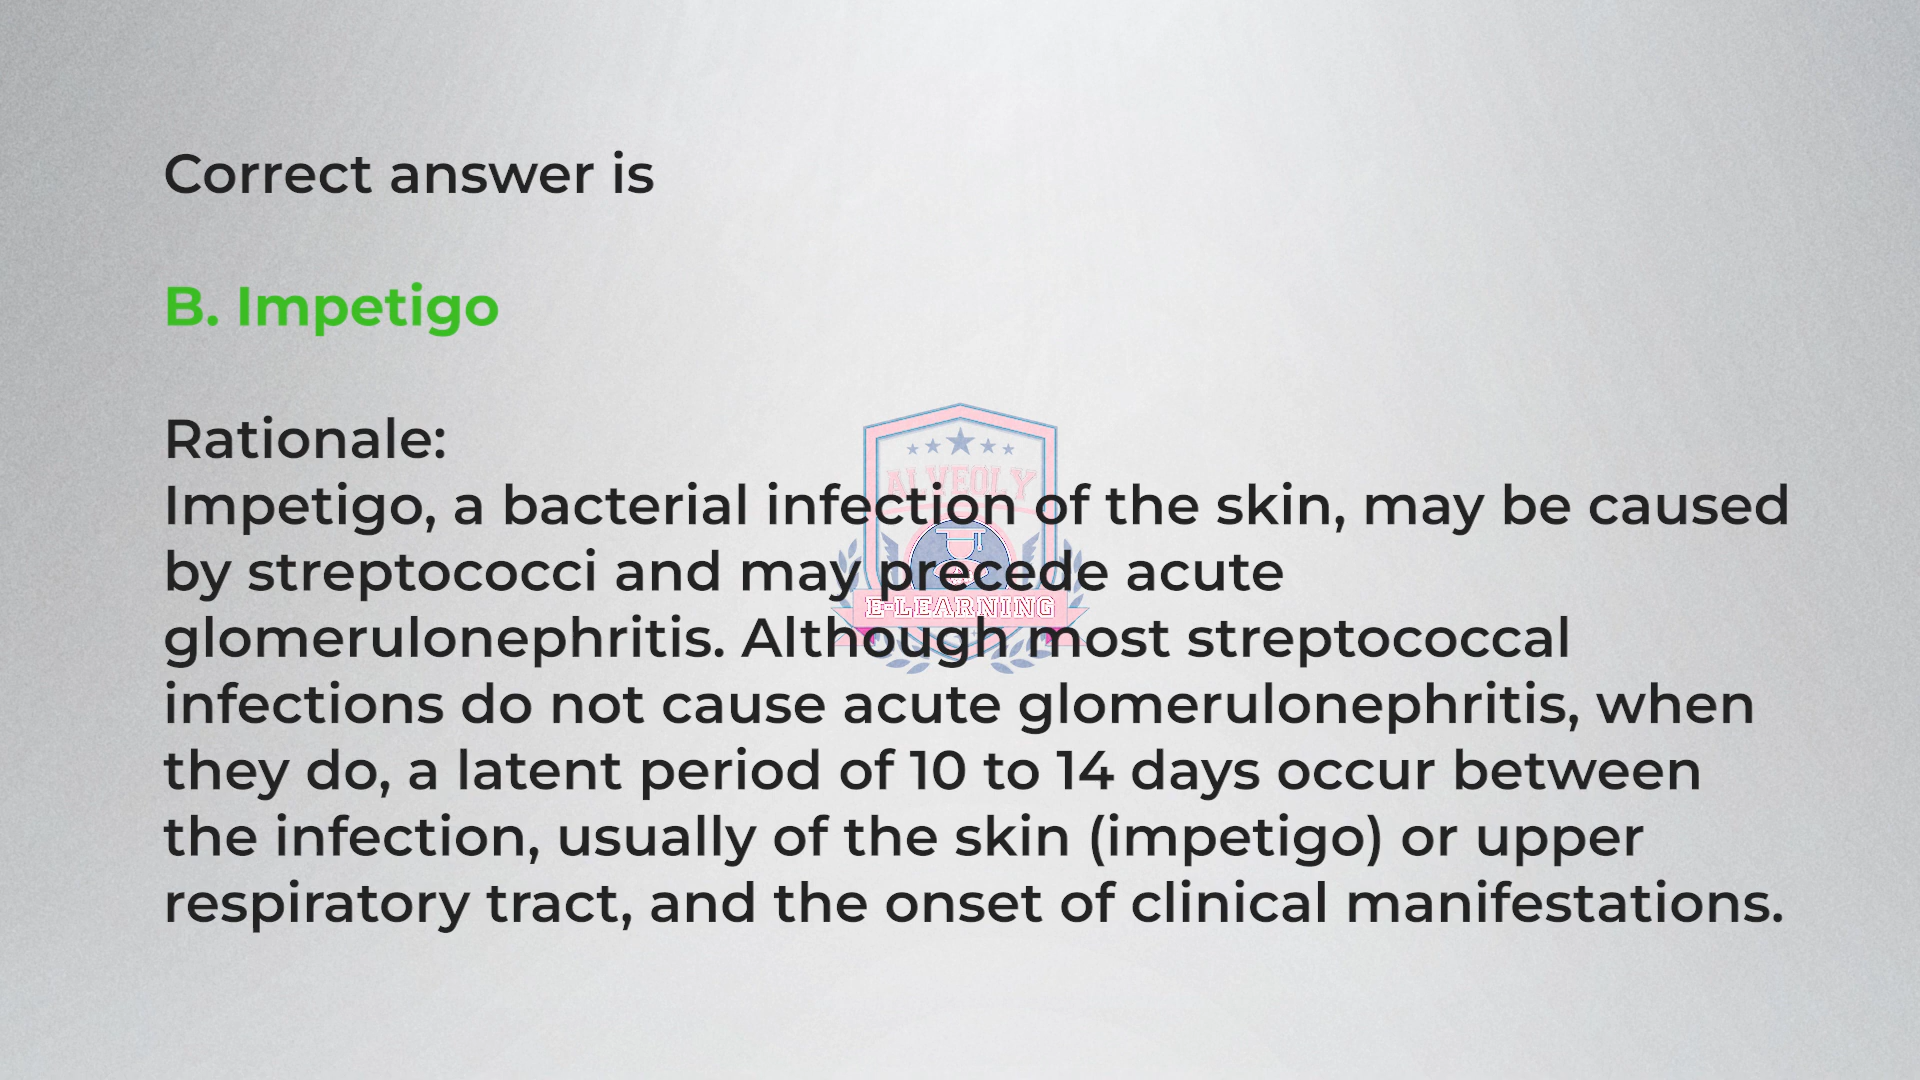 Correct answer is
B. Impetigo
Rationale:
Impetigo, a bacterial infection of the skin, may be caused
by streptococci and may precede acute
glomerulonephritis. Although most streptococcal
infections do not cause acute glomerulonephritis, when
they do, a latent period of 10 to 14 days occur between
the infection, usually of the skin (impetigo) or upper
respiratory tract, and the onset of clinical manifestations.
ALVEOLY
E-LEARNING